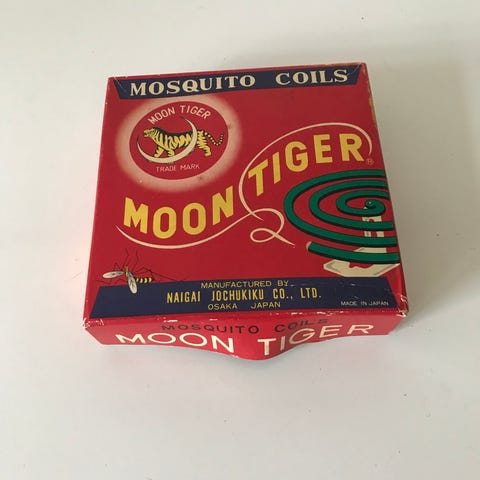 MOSQUITO COILS
MOON TIGER
TRADE MARK
MOON TIGER®
MANUFACTURED BY
NAIGAI JOCHUKIKU CO., LTD.
OSAKA JAPAN
MADE IN JAPAN
MOSQUITO COILS
MOON TIGER